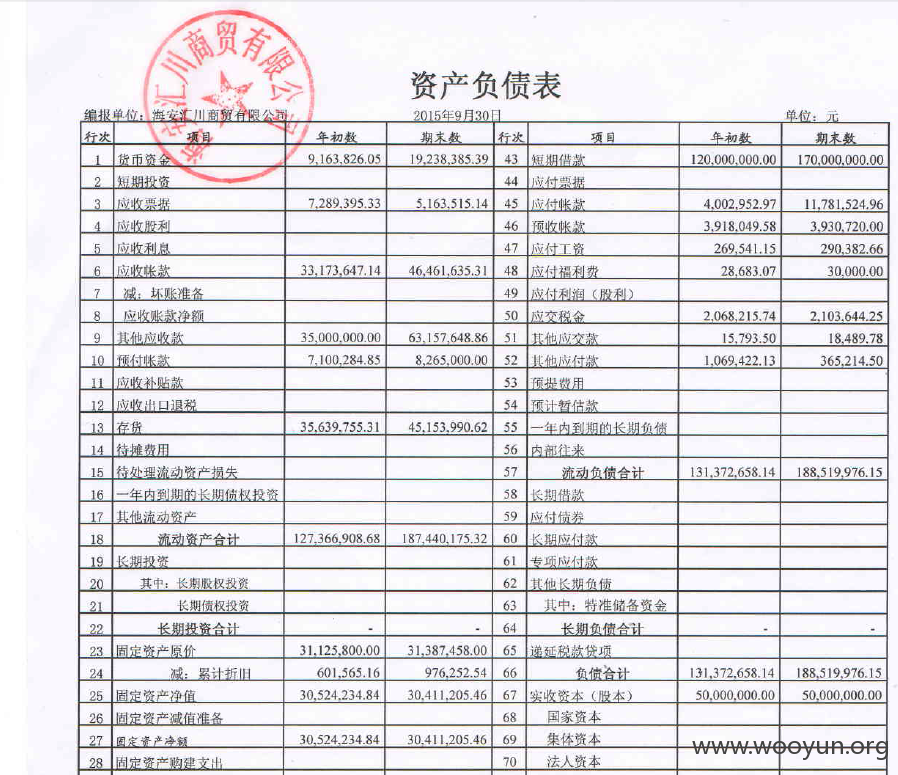 海安汇川商贸有限公司
资产负债表
编报单位：海安汇川商贸有限公司 2015年9月30日 单位：元
行次 项目 年初数 期末数 行次 项目 年初数 期末数
1 货币资金 9,163,826.05 19,238,385.39 43 短期借款 120,000,000.00 170,000,000.00
2 短期投资 44 应付票据
3 应收票据 7,289,395.33 5,163,515.14 45 应付帐款 4,002,952.97 11,781,524.96
4 应收股利 46 预收帐款 3,918,049.58 3,930,720.00
5 应收利息 47 应付工资 269,541.15 290,382.66
6 应收帐款 33,173,647.14 46,461,635.31 48 应付福利费 28,683.07 30,000.00
7 减：坏账准备 49 应付利润（股利）
8 应收账款净额 50 应交税金 2,068,215.74 2,103,644.25
9 其他应收款 35,000,000.00 63,157,648.86 51 其他应交款 15,793.50 18,489.78
10 预付帐款 7,100,284.85 8,265,000.00 52 其他应付款 1,069,422.13 365,214.50
11 应收补贴款 53 预提费用
12 应收出口退税 54 预计暂估款
13 存货 35,639,755.31 45,153,990.62 55 一年内到期的长期负债
14 待摊费用 56 内部往来
15 待处理流动资产损失 57 流动负债合计 131,372,658.14 188,519,976.15
16 一年内到期的长期债权投资 58 长期借款
17 其他流动资产 59 应付债券
18 流动资产合计 127,366,908.68 187,440,175.32 60 长期应付款
19 长期投资 61 专项应付款
20 其中：长期股权投资 62 其他长期负债
21 长期债权投资 63 其中：特准储备资金
22 长期投资合计 - - 64 长期负债合计 - -
23 固定资产原价 31,125,800.00 31,387,458.00 65 递延税款贷项
24 减：累计折旧 601,565.16 976,252.54 66 负债合计 131,372,658.14 188,519,976.15
25 固定资产净值 30,524,234.84 30,411,205.46 67 实收资本（股本） 50,000,000.00 50,000,000.00
26 固定资产减值准备 68 国家资本
27 固定资产净额 30,524,234.84 30,411,205.46 69 集体资本
28 固定资产购建支出 70 法人资本
www.wooyun.org